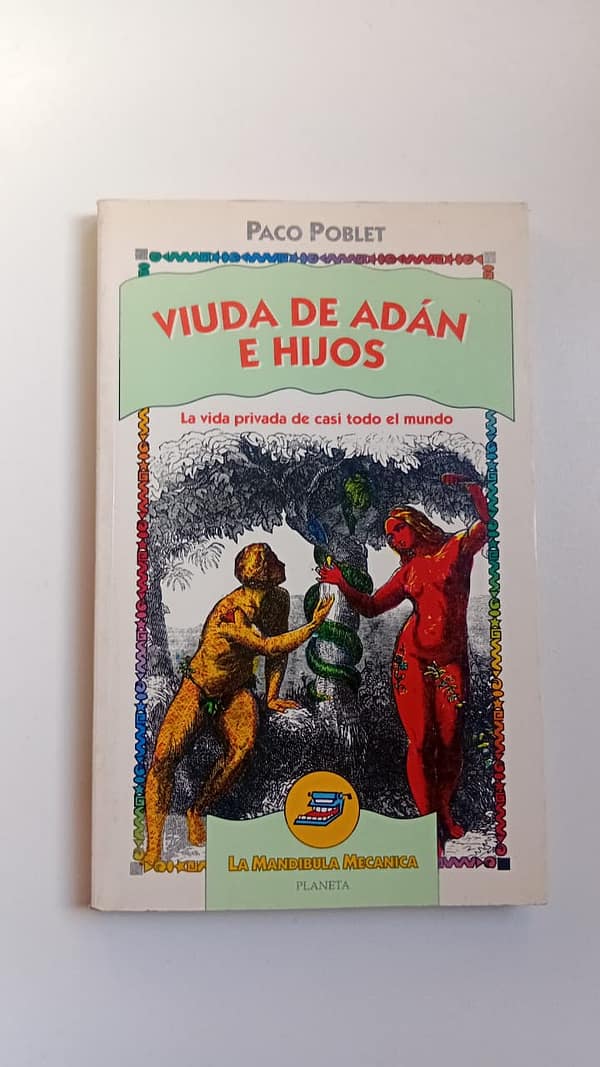 PACO POBLET
VIUDA DE ADÁN
E HIJOS
La vida privada de casi todo el mundo
LA MANDIBULA MECANICA
PLANETA